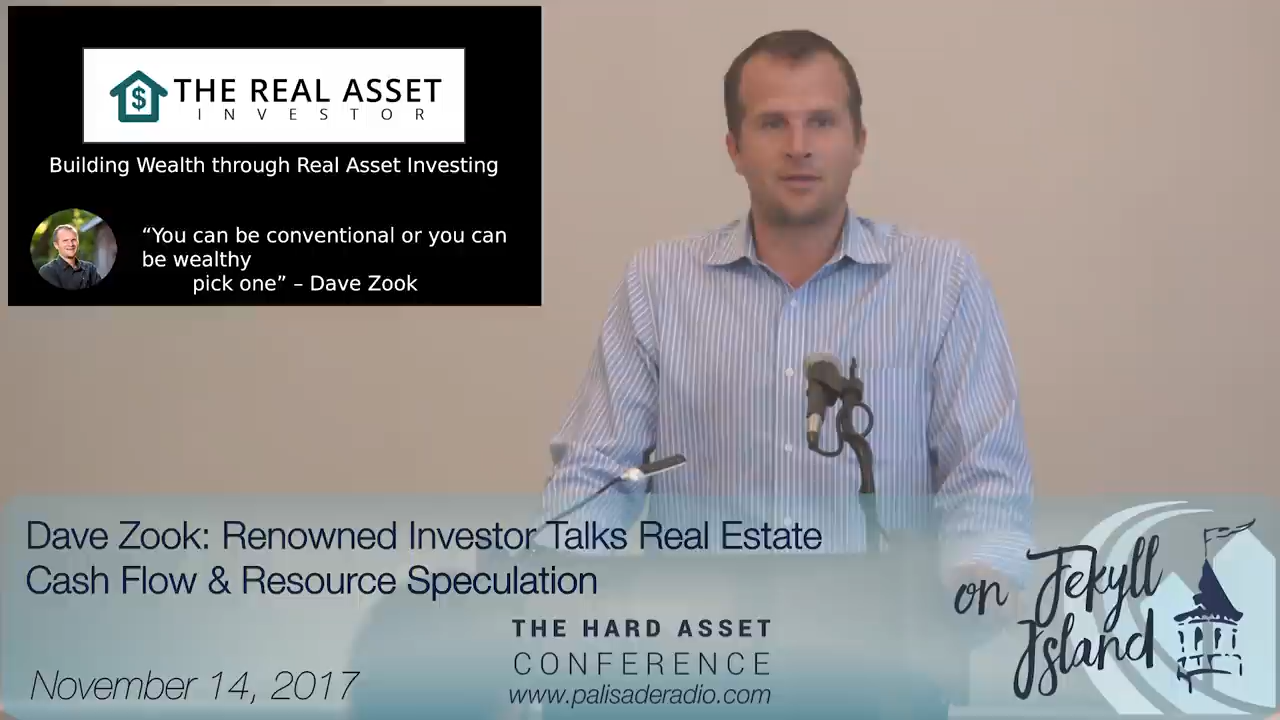 THE REAL ASSET
INVESTOR
Building Wealth through Real Asset Investing
“You can be conventional or you can
be wealthy
pick one” – Dave Zook
Dave Zook: Renowned Investor Talks Real Estate
Cash Flow & Resource Speculation
on Jekyll
Island
THE HARD ASSET
CONFERENCE
www.palisaderadio.com
November 14, 2017